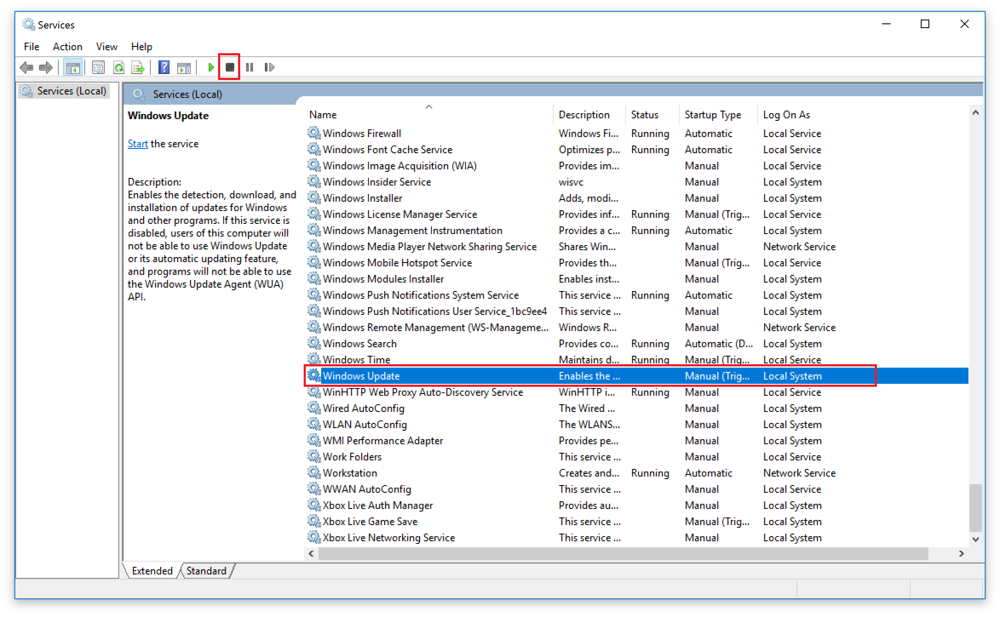 Services
File Action View Help
Services (Local)
Services (Local)
Windows Update
Start the service
Description:
Enables the detection, download, and
installation of updates for Windows
and other programs. If this service is
disabled, users of this computer will
not be able to use Windows Update
or its automatic updating feature,
and programs will not be able to use
the Windows Update Agent (WUA)
API.
Name Description Status Startup Type Log On As
Windows Firewall Windows Fi... Running Automatic Local Service
Windows Font Cache Service Optimizes p... Running Automatic Local Service
Windows Image Acquisition (WIA) Provides im... Manual Local Service
Windows Insider Service wisvc Manual Local System
Windows Installer Adds, modi... Manual Local System
Windows License Manager Service Provides inf... Running Manual (Trig... Local Service
Windows Management Instrumentation Provides a c... Running Automatic Local System
Windows Media Player Network Sharing Service Shares Win... Manual Network Service
Windows Mobile Hotspot Service Provides th... Manual (Trig... Local Service
Windows Modules Installer Enables inst... Manual Local System
Windows Push Notifications System Service This service ... Running Automatic Local System
Windows Push Notifications User Service_1bc9ee4 This service ... Manual Local System
Windows Remote Management (WS-Manageme... Windows R... Manual Network Service
Windows Search Provides co... Running Automatic (D... Local System
Windows Time Maintains d... Running Manual (Trig... Local Service
Windows Update Enables the ... Manual (Trig... Local System
WinHTTP Web Proxy Auto-Discovery Service WinHTTP i... Running Manual Local Service
Wired AutoConfig The Wired ... Manual Local System
WLAN AutoConfig The WLANS... Manual Local System
WMI Performance Adapter Provides pe... Manual Local System
Work Folders This service ... Manual Local Service
Workstation Creates and... Running Automatic Network Service
WWAN AutoConfig This service ... Manual Local Service
Xbox Live Auth Manager Provides au... Manual Local System
Xbox Live Game Save This service ... Manual (Trig... Local System
Xbox Live Networking Service This service ... Manual Local System
Extended Standard